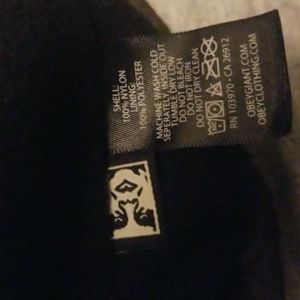 SHELL:
100% NYLON
LINING:
100% POLYESTER
MACHINE WASH COLD
SEPERATELY INSIDE OUT
TUMBLE DRY LOW
DO NOT BLEACH
DO NOT IRON
DO NOT DRY CLEAN
RN 103970 • CA 26912
OBEYGIANT.COM
OBEYCLOTHING.COM